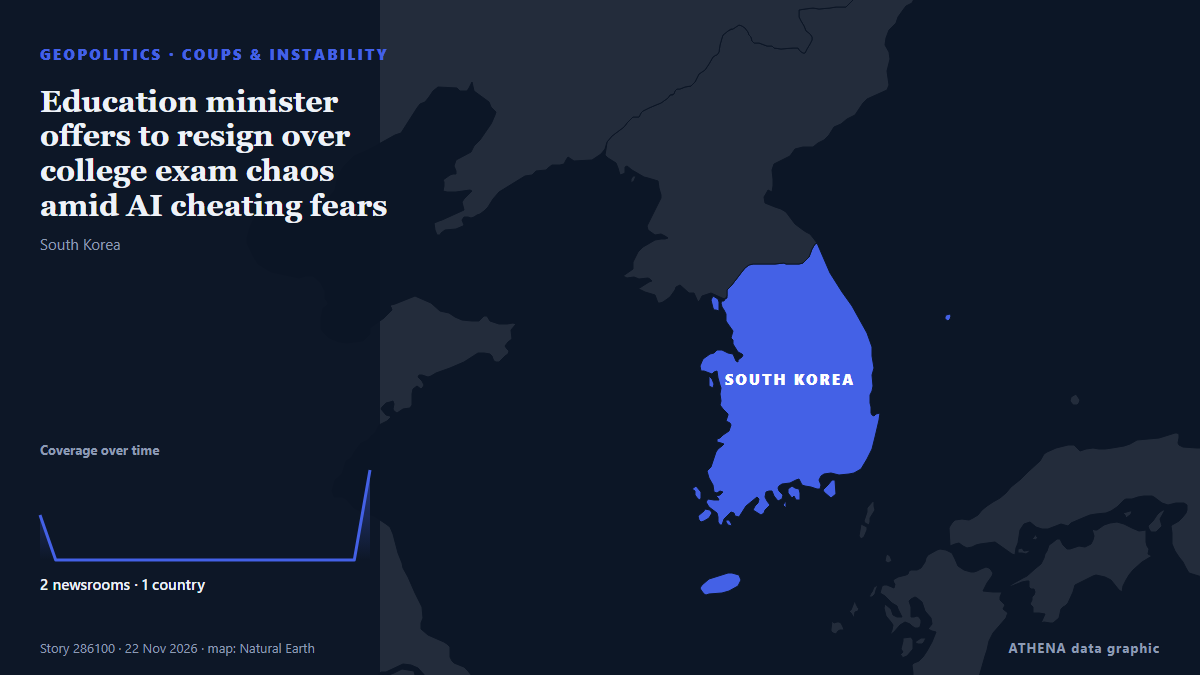 GEOPOLITICS · COUPS & INSTABILITY
Education minister
offers to resign over
college exam chaos
amid AI cheating fears
South Korea
SOUTH KOREA
Coverage over time
2 newsrooms · 1 country
Story 286100 · 22 Nov 2026 · map: Natural Earth
ATHENA data graphic